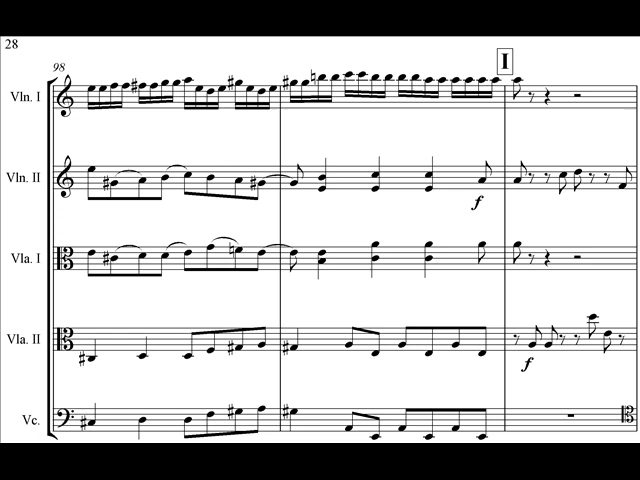 28
98
I
Vln. I
Vln. II
f
Vla. I
Vla. II
f
Vc.